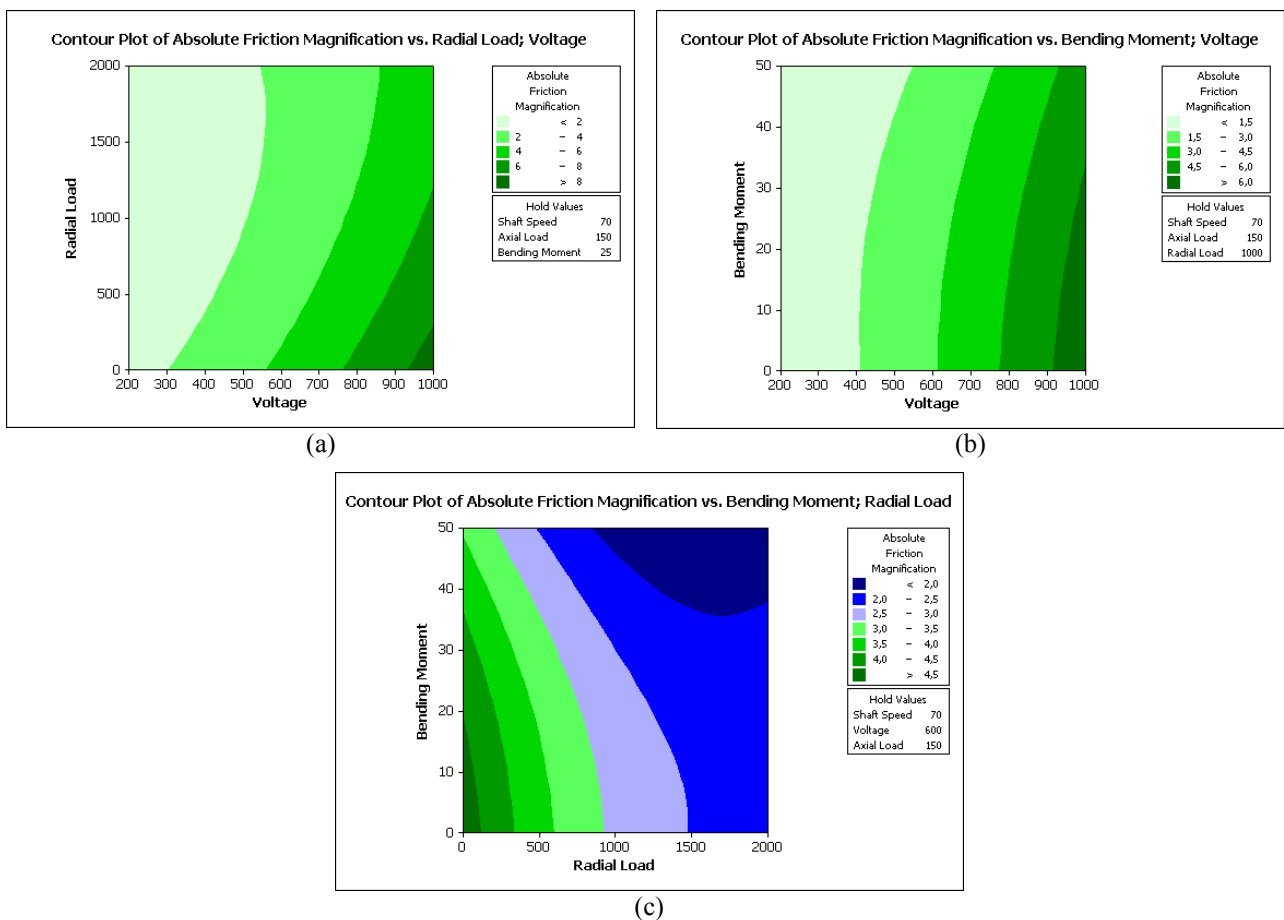 Contour Plot of Absolute Friction Magnification vs. Radial Load; Voltage
2000
1500
1000
500
0
Radial Load
200 300 400 500 600 700 800 900 1000
Voltage
Absolute
Friction
Magnification
< 2
2 – 4
4 – 6
6 – 8
> 8
Hold Values
Shaft Speed 70
Axial Load 150
Bending Moment 25
(a)
Contour Plot of Absolute Friction Magnification vs. Bending Moment; Voltage
50
40
30
20
10
0
Bending Moment
200 300 400 500 600 700 800 900 1000
Voltage
Absolute
Friction
Magnification
< 1,5
1,5 – 3,0
3,0 – 4,5
4,5 – 6,0
> 6,0
Hold Values
Shaft Speed 70
Axial Load 150
Radial Load 1000
(b)
Contour Plot of Absolute Friction Magnification vs. Bending Moment; Radial Load
50
40
30
20
10
0
Bending Moment
0 500 1000 1500 2000
Radial Load
Absolute
Friction
Magnification
< 2,0
2,0 – 2,5
2,5 – 3,0
3,0 – 3,5
3,5 – 4,0
4,0 – 4,5
> 4,5
Hold Values
Shaft Speed 70
Voltage 600
Axial Load 150
(c)